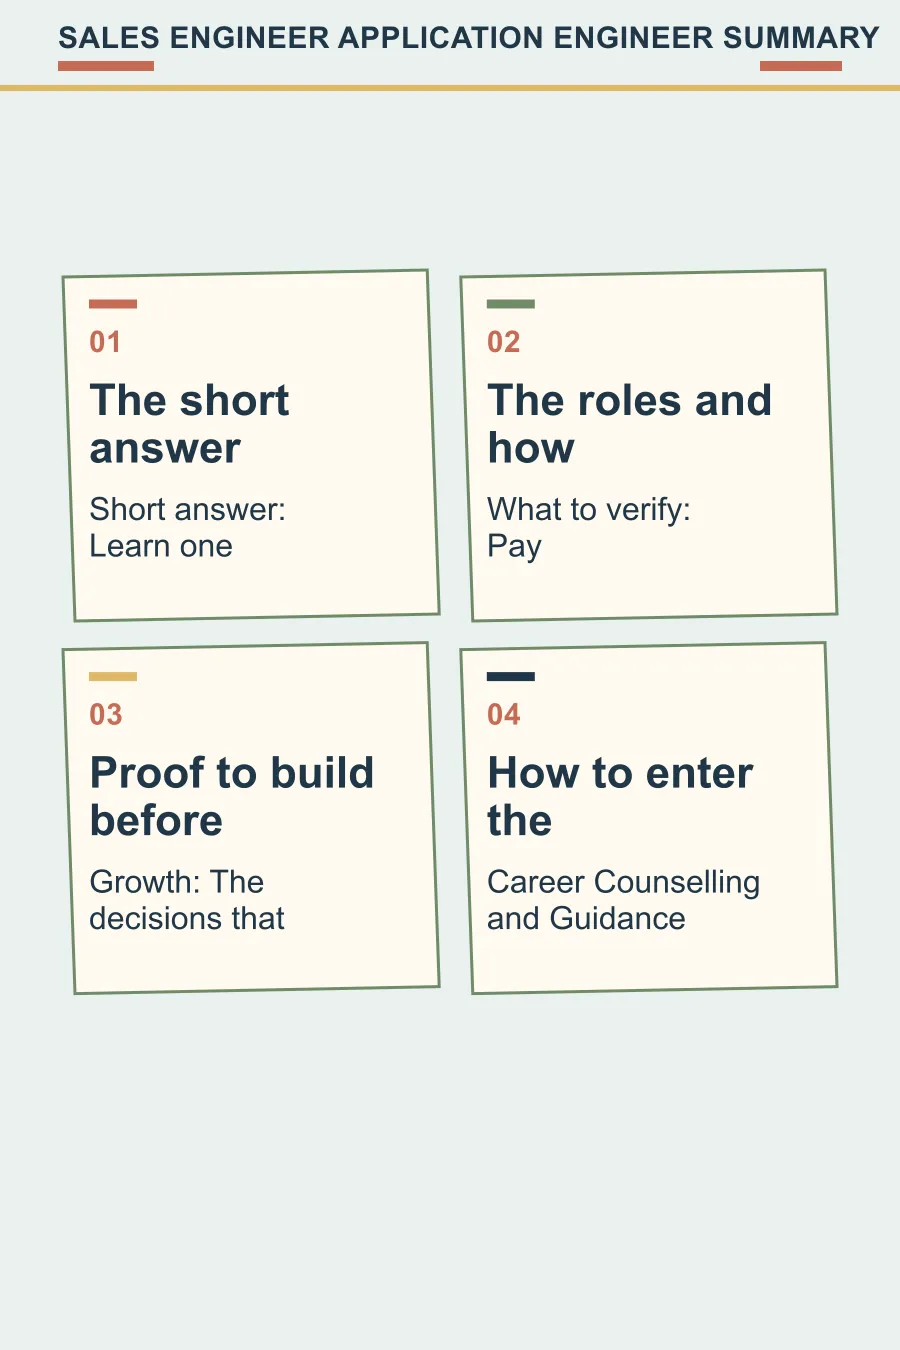 SALES ENGINEER APPLICATION ENGINEER SUMMARY
01
The short
answer
Short answer:
Learn one
02
The roles and
how
What to verify:
Pay
03
Proof to build
before
Growth: The
decisions that
04
How to enter
the
Career Counselling
and Guidance